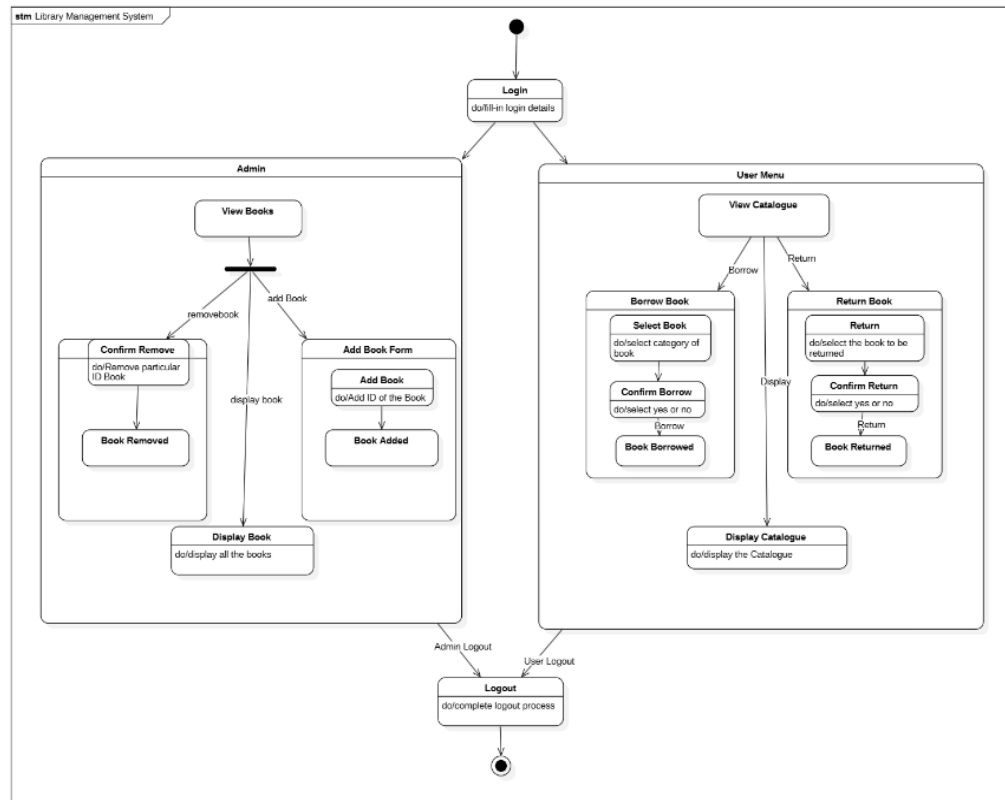 stm Library Management System
Login
do/fill-in login details
Admin
View Books
add Book
removebook
Confirm Remove
do/Remove particular
ID Book
Add Book Form
Add Book
do/Add ID of the Book
display book
Book Removed
Book Added
Display Book
do/display all the books
User Menu
View Catalogue
Borrow
Return
Borrow Book
Select Book
do/select category of
book
Confirm Borrow
do/select yes or no
Borrow
Book Borrowed
Display
Return Book
Return
do/select the book to be
returned
Confirm Return
do/select yes or no
Return
Book Returned
Display Catalogue
do/display the Catalogue
Admin Logout
User Logout
Logout
do/complete logout process